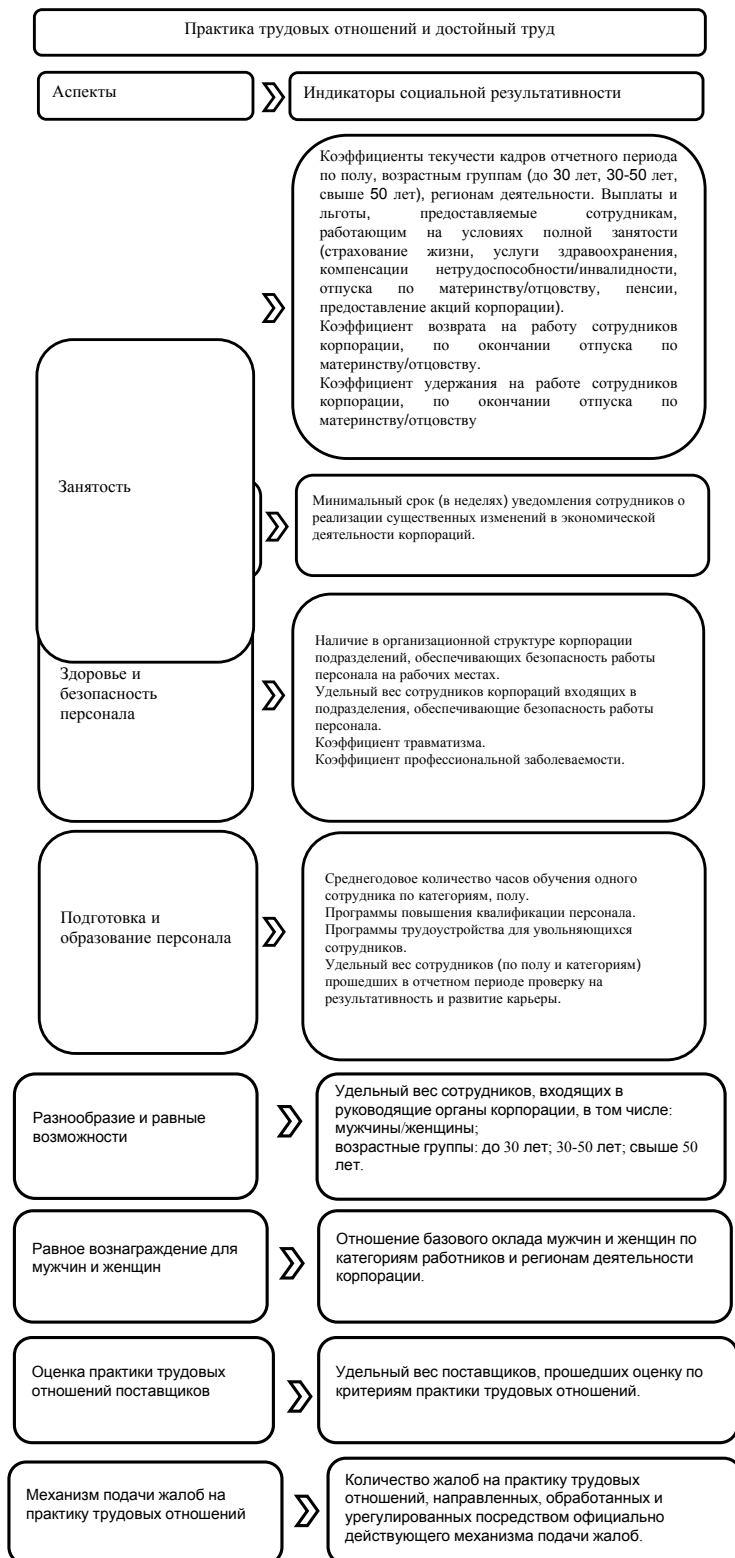 Практика трудовых отношений и достойный труд
Аспекты
Индикаторы социальной результативности
Занятость
Коэффициенты текучести кадров отчетного периода
по полу, возрастным группам (до 30 лет, 30-50 лет,
свыше 50 лет), регионам деятельности. Выплаты и
льготы, предоставляемые сотрудникам,
работающим на условиях полной занятости
(страхование жизни, услуги здравоохранения,
компенсации нетрудоспособности/инвалидности,
отпуска по материнству/отцовству, пенсии,
предоставление акций корпорации).
Коэффициент возврата на работу сотрудников
корпорации, по окончании отпуска по
материнству/отцовству.
Коэффициент удержания на работе сотрудников
корпорации, по окончании отпуска по
материнству/отцовству
Минимальный срок (в неделях) уведомления сотрудников о
реализации существенных изменений в экономической
деятельности корпораций.
Здоровье и
безопасность
персонала
Наличие в организационной структуре корпорации
подразделений, обеспечивающих безопасность работы
персонала на рабочих местах.
Удельный вес сотрудников корпораций входящих в
подразделения, обеспечивающие безопасность работы
персонала.
Коэффициент травматизма.
Коэффициент профессиональной заболеваемости.
Подготовка и
образование персонала
Среднегодовое количество часов обучения одного
сотрудника по категориям, полу.
Программы повышения квалификации персонала.
Программы трудоустройства для увольняющихся
сотрудников.
Удельный вес сотрудников (по полу и категориям)
прошедших в отчетном периоде проверку на
результативность и развитие карьеры.
Разнообразие и равные
возможности
Удельный вес сотрудников, входящих в
руководящие органы корпорации, в том числе:
мужчины/женщины;
возрастные группы: до 30 лет; 30-50 лет; свыше 50
лет.
Равное вознаграждение для
мужчин и женщин
Отношение базового оклада мужчин и женщин по
категориям работников и регионам деятельности
корпорации.
Оценка практики трудовых
отношений поставщиков
Удельный вес поставщиков, прошедших оценку по
критериям практики трудовых отношений.
Механизм подачи жалоб на
практику трудовых отношений
Количество жалоб на практику трудовых
отношений, направленных, обработанных и
урегулированных посредством официально
действующего механизма подачи жалоб.